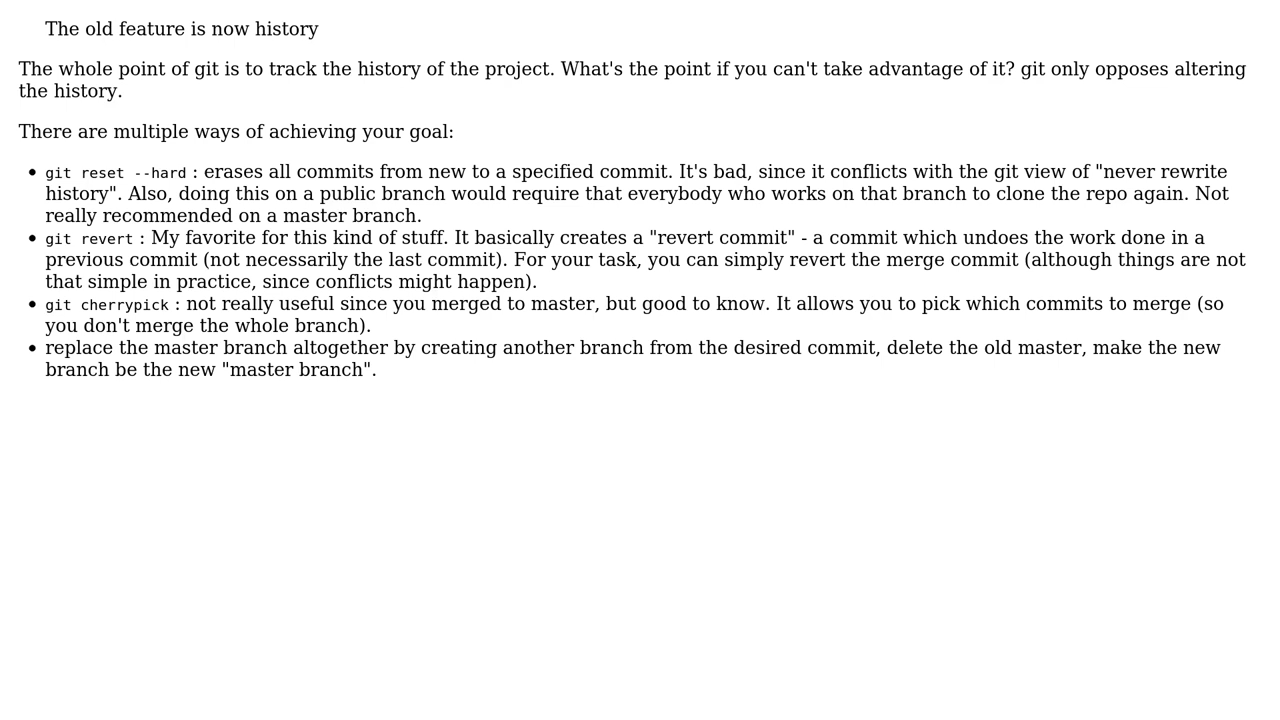 The old feature is now history
The whole point of git is to track the history of the project. What's the point if you can't take advantage of it? git only opposes altering
the history.
There are multiple ways of achieving your goal:
• git reset --hard : erases all commits from new to a specified commit. It's bad, since it conflicts with the git view of "never rewrite
history". Also, doing this on a public branch would require that everybody who works on that branch to clone the repo again. Not
really recommended on a master branch.
• git revert : My favorite for this kind of stuff. It basically creates a "revert commit" - a commit which undoes the work done in a
previous commit (not necessarily the last commit). For your task, you can simply revert the merge commit (although things are not
that simple in practice, since conflicts might happen).
• git cherrypick : not really useful since you merged to master, but good to know. It allows you to pick which commits to merge (so
you don't merge the whole branch).
• replace the master branch altogether by creating another branch from the desired commit, delete the old master, make the new
branch be the new "master branch".